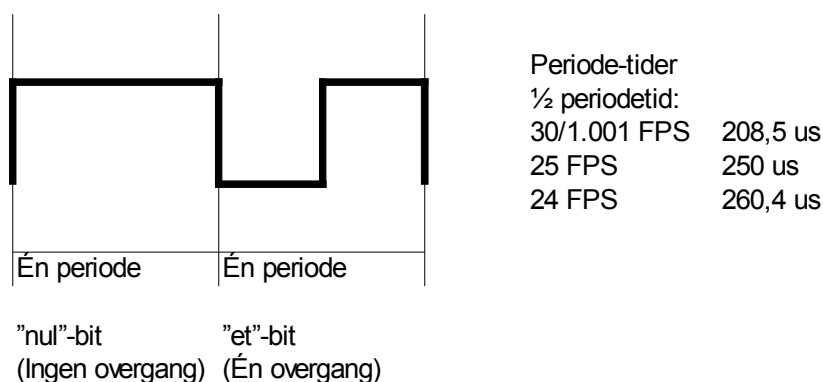 Periode-tider
½ periodetid:
30/1.001 FPS 208,5 us
25 FPS 250 us
24 FPS 260,4 us
Én periode Én periode
”nul”-bit ”et”-bit
(Ingen overgang) (Én overgang)